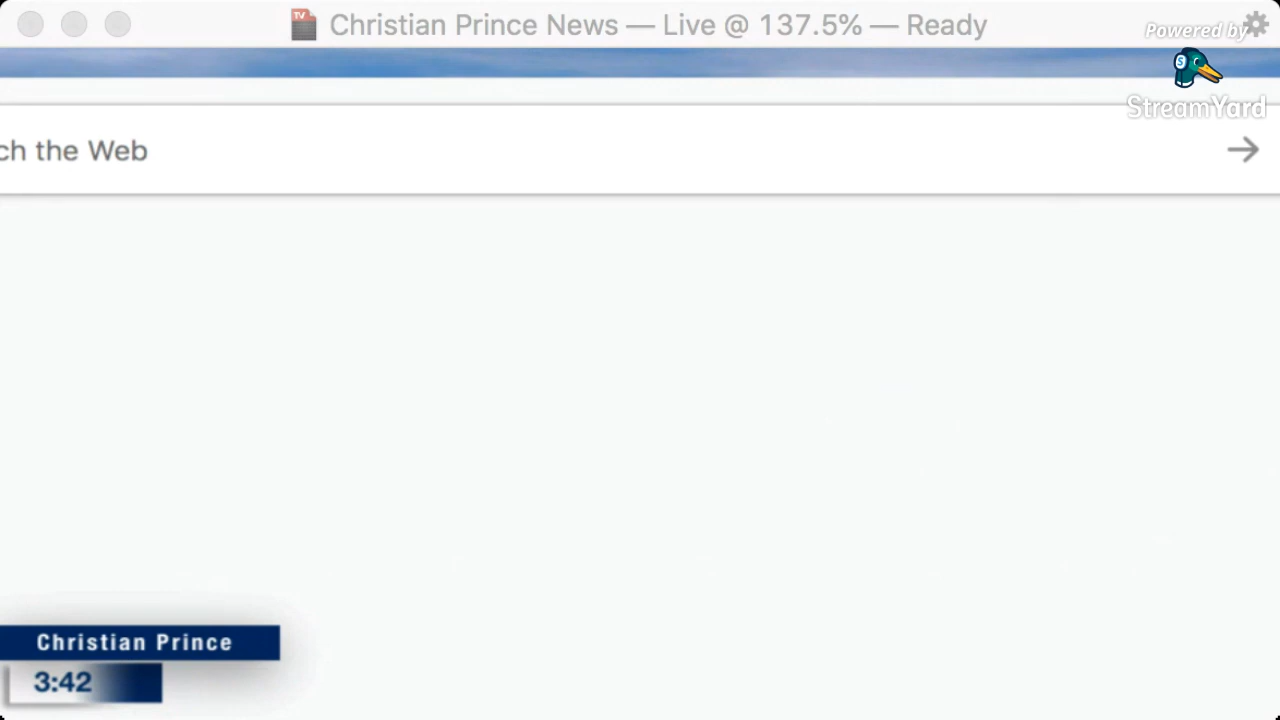 Christian Prince News — Live @ 137.5% — Ready
Powered by
StreamYard
ch the Web
Christian Prince
3:42